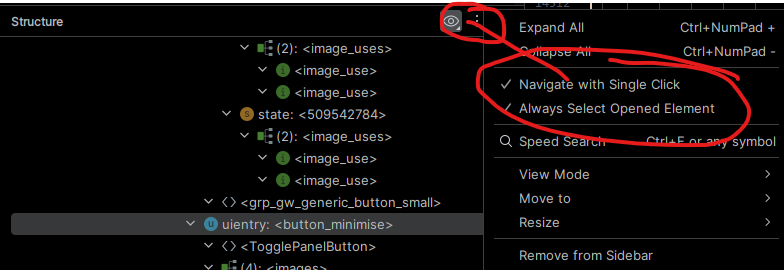 14512
Structure
Expand All Ctrl+NumPad +
Collapse All Ctrl+NumPad -
(2): <image_uses>
<image_use>
<image_use>
Navigate with Single Click
Always Select Opened Element
state: <509542784>
(2): <image_uses>
Speed Search Ctrl+F or any symbol
<image_use>
<image_use>
View Mode
<grp_gw_generic_button_small>
Move to
uientry: <button_minimise>
Resize
<TogglePanelButton>
Remove from Sidebar
(4): <images>